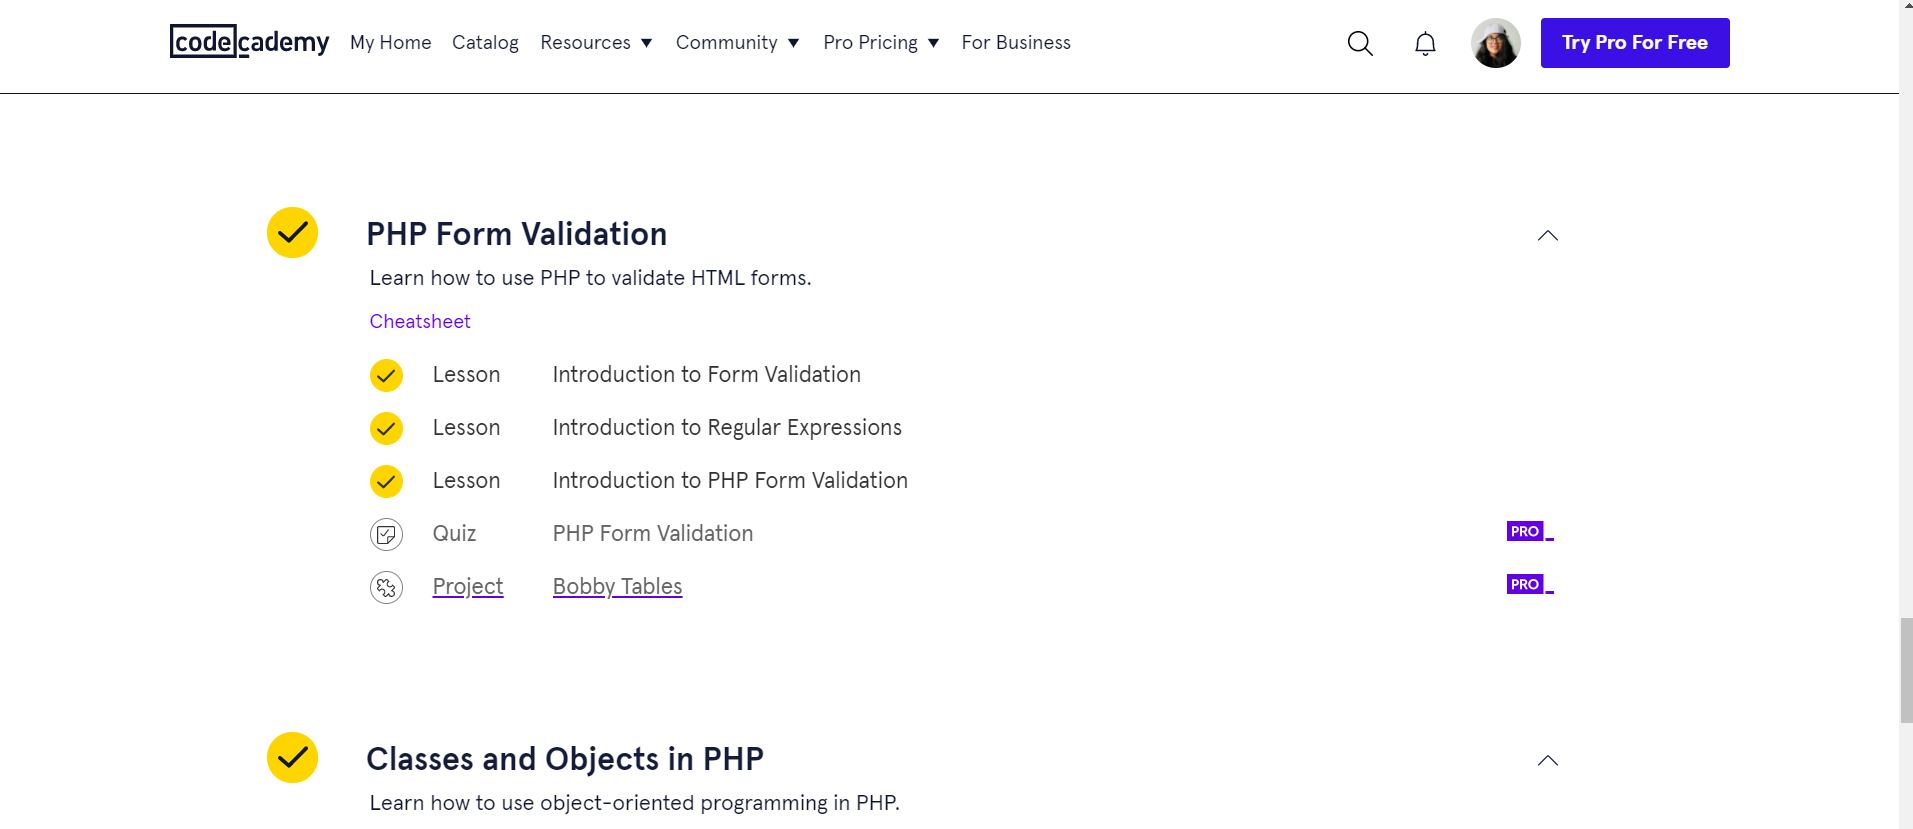 codecademy My Home Catalog Resources Community Pro Pricing For Business Try Pro For Free
PHP Form Validation
Learn how to use PHP to validate HTML forms.
Cheatsheet
Lesson Introduction to Form Validation
Lesson Introduction to Regular Expressions
Lesson Introduction to PHP Form Validation
Quiz PHP Form Validation PRO
Project Bobby Tables PRO
Classes and Objects in PHP
Learn how to use object-oriented programming in PHP.